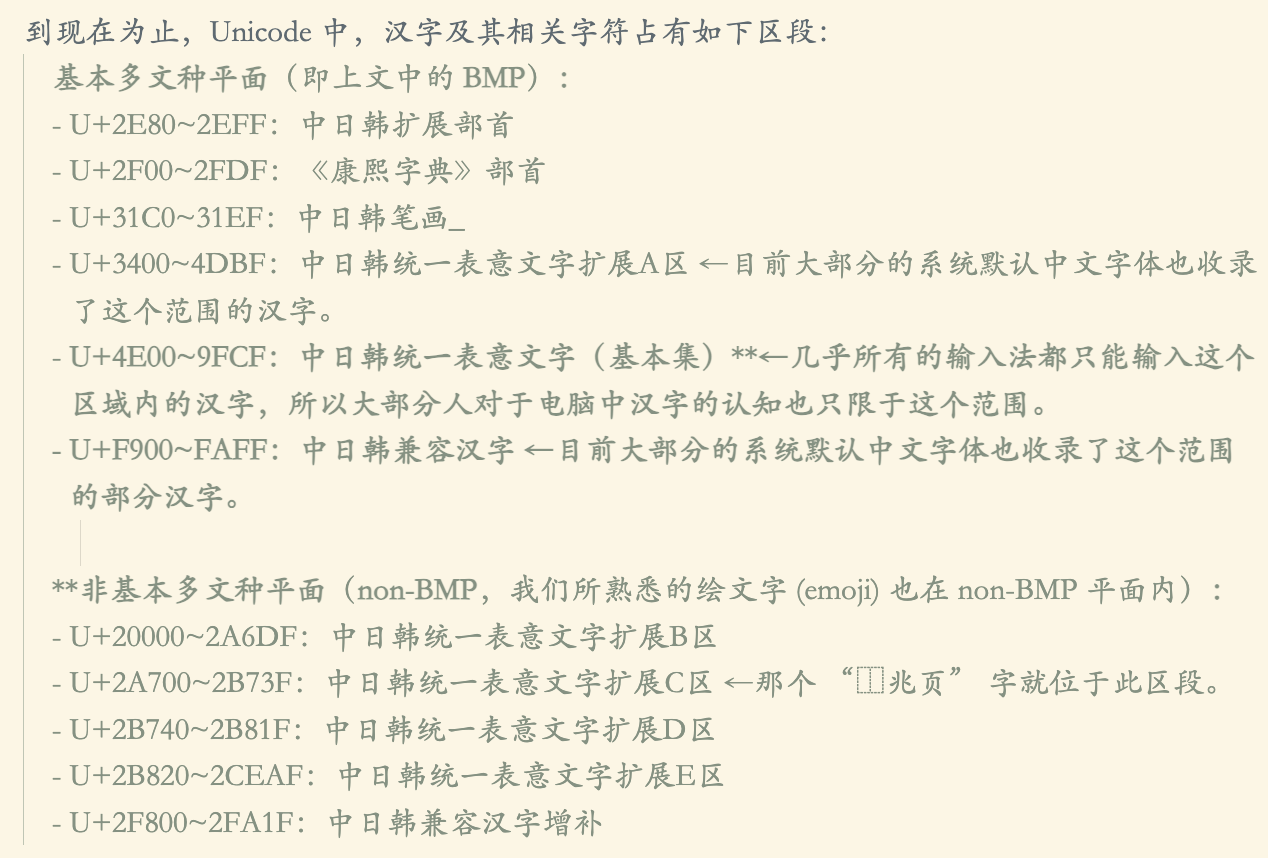 到现在为止，Unicode 中，汉字及其相关字符占有如下区段：
基本多文种平面（即上文中的 BMP）：
- U+2E80~2EFF：中日韩扩展部首
- U+2F00~2FDF：《康熙字典》部首
- U+31C0~31EF：中日韩笔画_
- U+3400~4DBF：中日韩统一表意文字扩展A区 ←目前大部分的系统默认中文字体也收录
了这个范围的汉字。
- U+4E00~9FCF：中日韩统一表意文字（基本集）**←几乎所有的输入法都只能输入这个
区域内的汉字，所以大部分人对于电脑中汉字的认知也只限于这个范围。
- U+F900~FAFF：中日韩兼容汉字 ←目前大部分的系统默认中文字体也收录了这个范围
的部分汉字。
**非基本多文种平面（non-BMP，我们所熟悉的绘文字 (emoji) 也在 non-BMP 平面内）：
- U+20000~2A6DF：中日韩统一表意文字扩展B区
- U+2A700~2B73F：中日韩统一表意文字扩展C区 ←那个 “⿰兆页” 字就位于此区段。
- U+2B740~2B81F：中日韩统一表意文字扩展D区
- U+2B820~2CEAF：中日韩统一表意文字扩展E区
- U+2F800~2FA1F：中日韩兼容汉字增补